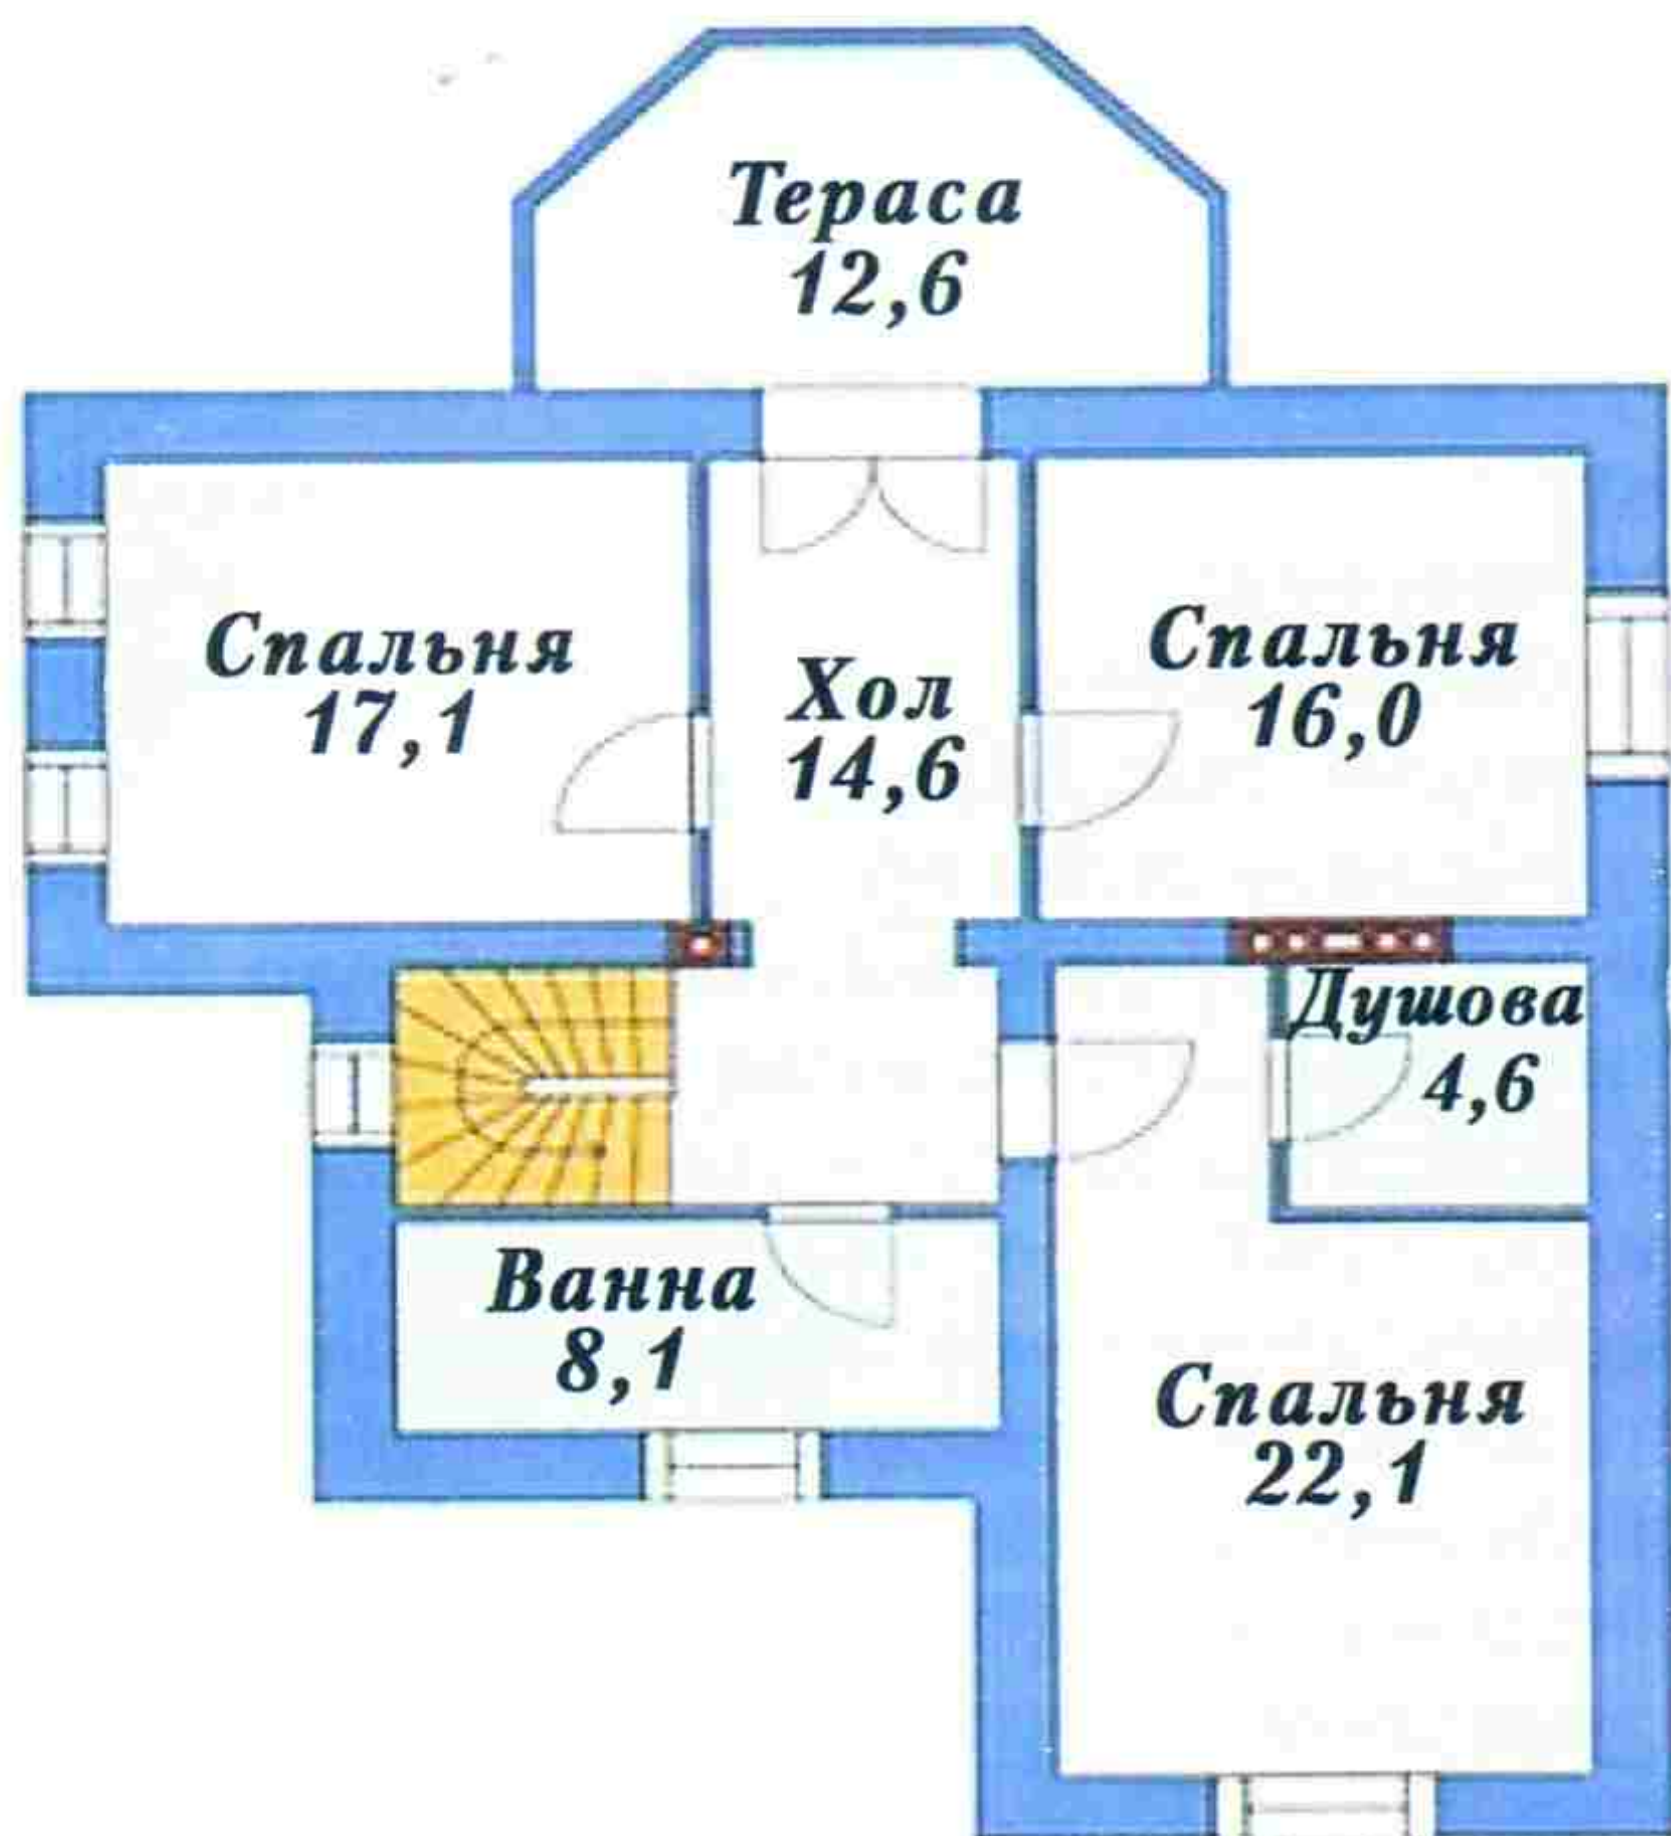 Тераса
12,6
Спальня
17,1
Хол
14,6
Спальня
16,0
Душова
4,6
Ванна
8,1
Спальня
22,1